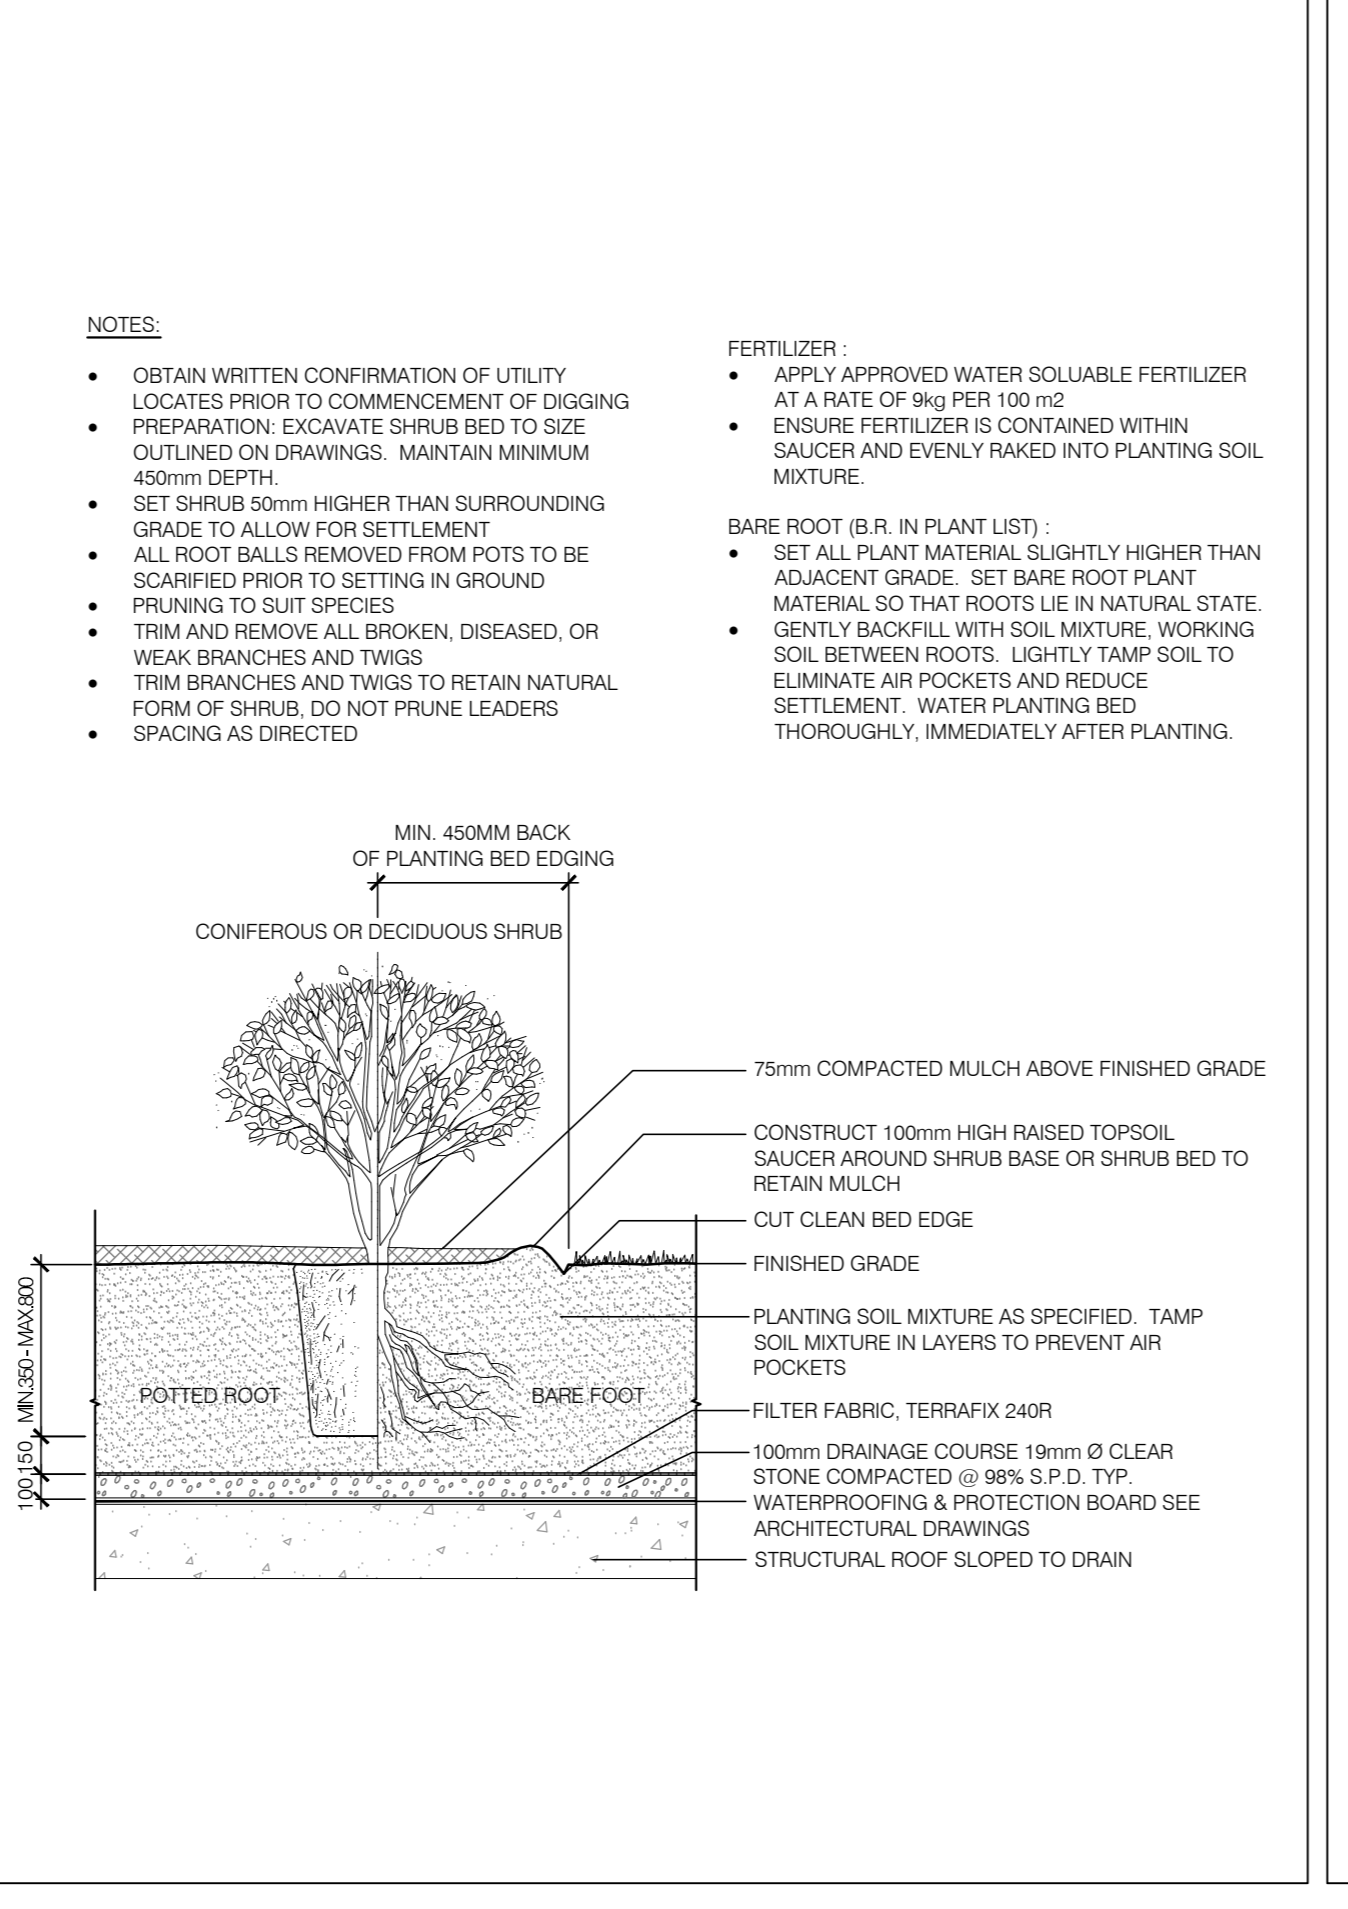 NOTES:
● OBTAIN WRITTEN CONFIRMATION OF UTILITY
LOCATES PRIOR TO COMMENCEMENT OF DIGGING
● PREPARATION: EXCAVATE SHRUB BED TO SIZE
OUTLINED ON DRAWINGS. MAINTAIN MINIMUM
450mm DEPTH.
● SET SHRUB 50mm HIGHER THAN SURROUNDING
GRADE TO ALLOW FOR SETTLEMENT
● ALL ROOT BALLS REMOVED FROM POTS TO BE
SCARIFIED PRIOR TO SETTING IN GROUND
● PRUNING TO SUIT SPECIES
● TRIM AND REMOVE ALL BROKEN, DISEASED, OR
WEAK BRANCHES AND TWIGS
● TRIM BRANCHES AND TWIGS TO RETAIN NATURAL
FORM OF SHRUB, DO NOT PRUNE LEADERS
● SPACING AS DIRECTED
FERTILIZER :
● APPLY APPROVED WATER SOLUABLE FERTILIZER
AT A RATE OF 9kg PER 100 m2
● ENSURE FERTILIZER IS CONTAINED WITHIN
SAUCER AND EVENLY RAKED INTO PLANTING SOIL
MIXTURE.
BARE ROOT (B.R. IN PLANT LIST) :
● SET ALL PLANT MATERIAL SLIGHTLY HIGHER THAN
ADJACENT GRADE. SET BARE ROOT PLANT
MATERIAL SO THAT ROOTS LIE IN NATURAL STATE.
● GENTLY BACKFILL WITH SOIL MIXTURE, WORKING
SOIL BETWEEN ROOTS. LIGHTLY TAMP SOIL TO
ELIMINATE AIR POCKETS AND REDUCE
SETTLEMENT. WATER PLANTING BED
THOROUGHLY, IMMEDIATELY AFTER PLANTING.
MIN. 450MM BACK
OF PLANTING BED EDGING
CONIFEROUS OR DECIDUOUS SHRUB
75mm COMPACTED MULCH ABOVE FINISHED GRADE
CONSTRUCT 100mm HIGH RAISED TOPSOIL
SAUCER AROUND SHRUB BASE OR SHRUB BED TO
RETAIN MULCH
CUT CLEAN BED EDGE
FINISHED GRADE
PLANTING SOIL MIXTURE AS SPECIFIED. TAMP
SOIL MIXTURE IN LAYERS TO PREVENT AIR
POCKETS
FILTER FABRIC, TERRAFIX 240R
100mm DRAINAGE COURSE 19mm Ø CLEAR
STONE COMPACTED @ 98% S.P.D. TYP.
WATERPROOFING & PROTECTION BOARD SEE
ARCHITECTURAL DRAWINGS
STRUCTURAL ROOF SLOPED TO DRAIN
POTTED ROOT
BARE FOOT
MIN.350 - MAX.800
150
100